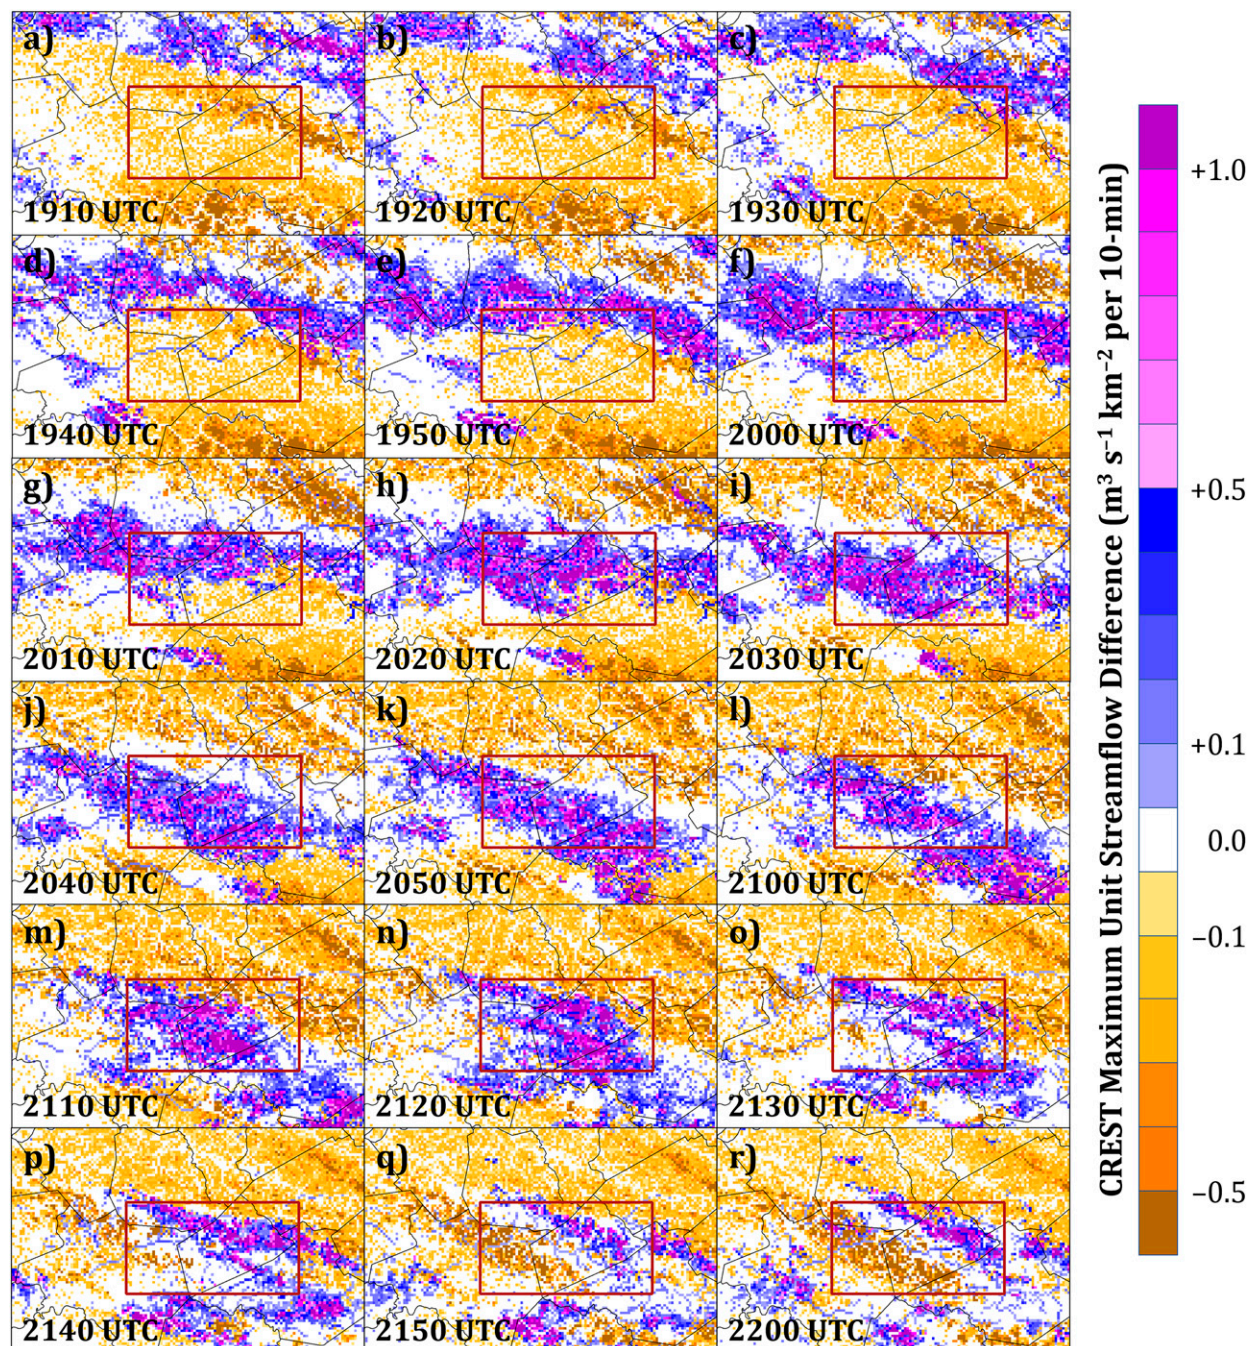 a)
b)
c)
1910 UTC
1920 UTC
1930 UTC
d)
e)
f)
1940 UTC
1950 UTC
2000 UTC
g)
h)
i)
2010 UTC
2020 UTC
2030 UTC
j)
k)
l)
2040 UTC
2050 UTC
2100 UTC
m)
n)
o)
2110 UTC
2120 UTC
2130 UTC
p)
q)
r)
2140 UTC
2150 UTC
2200 UTC
CREST Maximum Unit Streamflow Difference (m³ s⁻¹ km⁻² per 10-min)
+1.0
+0.5
+0.1
0.0
−0.1
−0.5